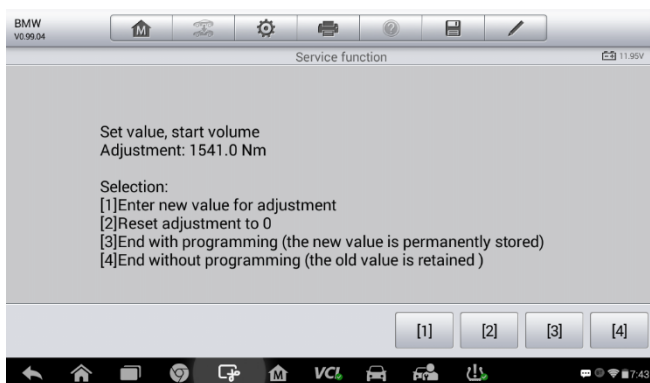 BMW
V0.99.04
M
Service function
11.95V
Set value, start volume
Adjustment: 1541.0 Nm
Selection:
[1]Enter new value for adjustment
[2]Reset adjustment to 0
[3]End with programming (the new value is permanently stored)
[4]End without programming (the old value is retained )
[1] [2] [3] [4]
M VCI 7:43